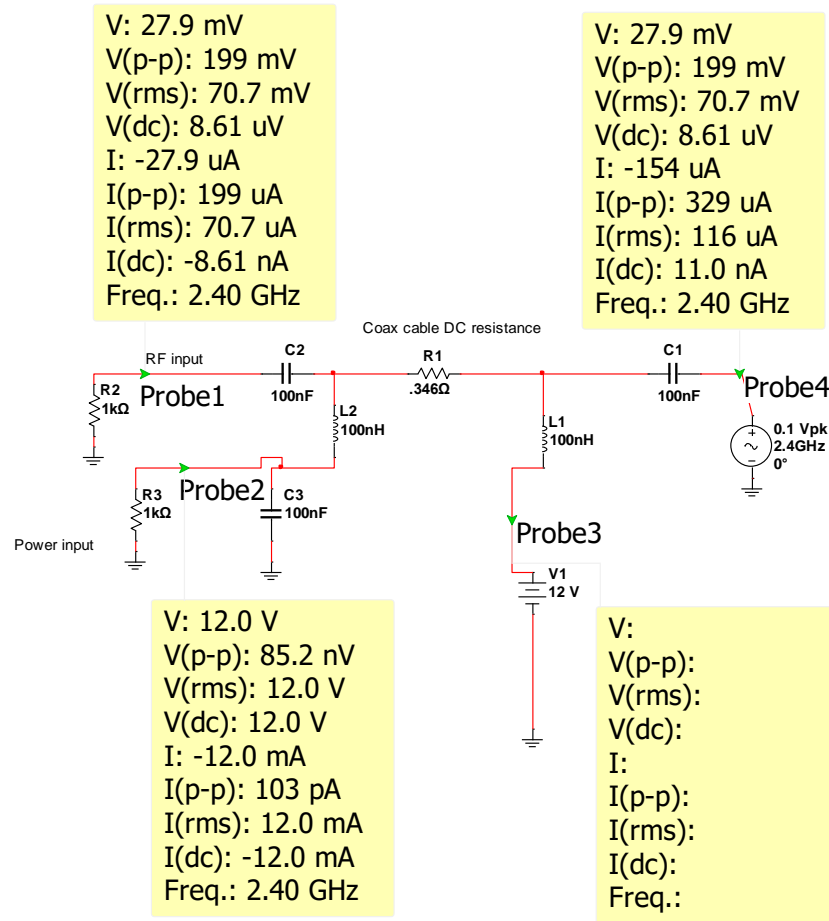 V: 27.9 mV
V(p-p): 199 mV
V(rms): 70.7 mV
V(dc): 8.61 uV
I: -27.9 uA
I(p-p): 199 uA
I(rms): 70.7 uA
I(dc): -8.61 nA
Freq.: 2.40 GHz
V: 27.9 mV
V(p-p): 199 mV
V(rms): 70.7 mV
V(dc): 8.61 uV
I: -154 uA
I(p-p): 329 uA
I(rms): 116 uA
I(dc): 11.0 nA
Freq.: 2.40 GHz
Coax cable DC resistance
RF input
C2
100nF
R1
.346Ω
C1
100nF
R2
1kΩ
Probe1
Probe4
L2
100nH
L1
100nH
0.1 Vpk
2.4GHz
0°
R3
1kΩ
Probe2
C3
100nF
Power input
Probe3
V1
12 V
V: 12.0 V
V(p-p): 85.2 nV
V(rms): 12.0 V
V(dc): 12.0 V
I: -12.0 mA
I(p-p): 103 pA
I(rms): 12.0 mA
I(dc): -12.0 mA
Freq.: 2.40 GHz
V:
V(p-p):
V(rms):
V(dc):
I:
I(p-p):
I(rms):
I(dc):
Freq.: